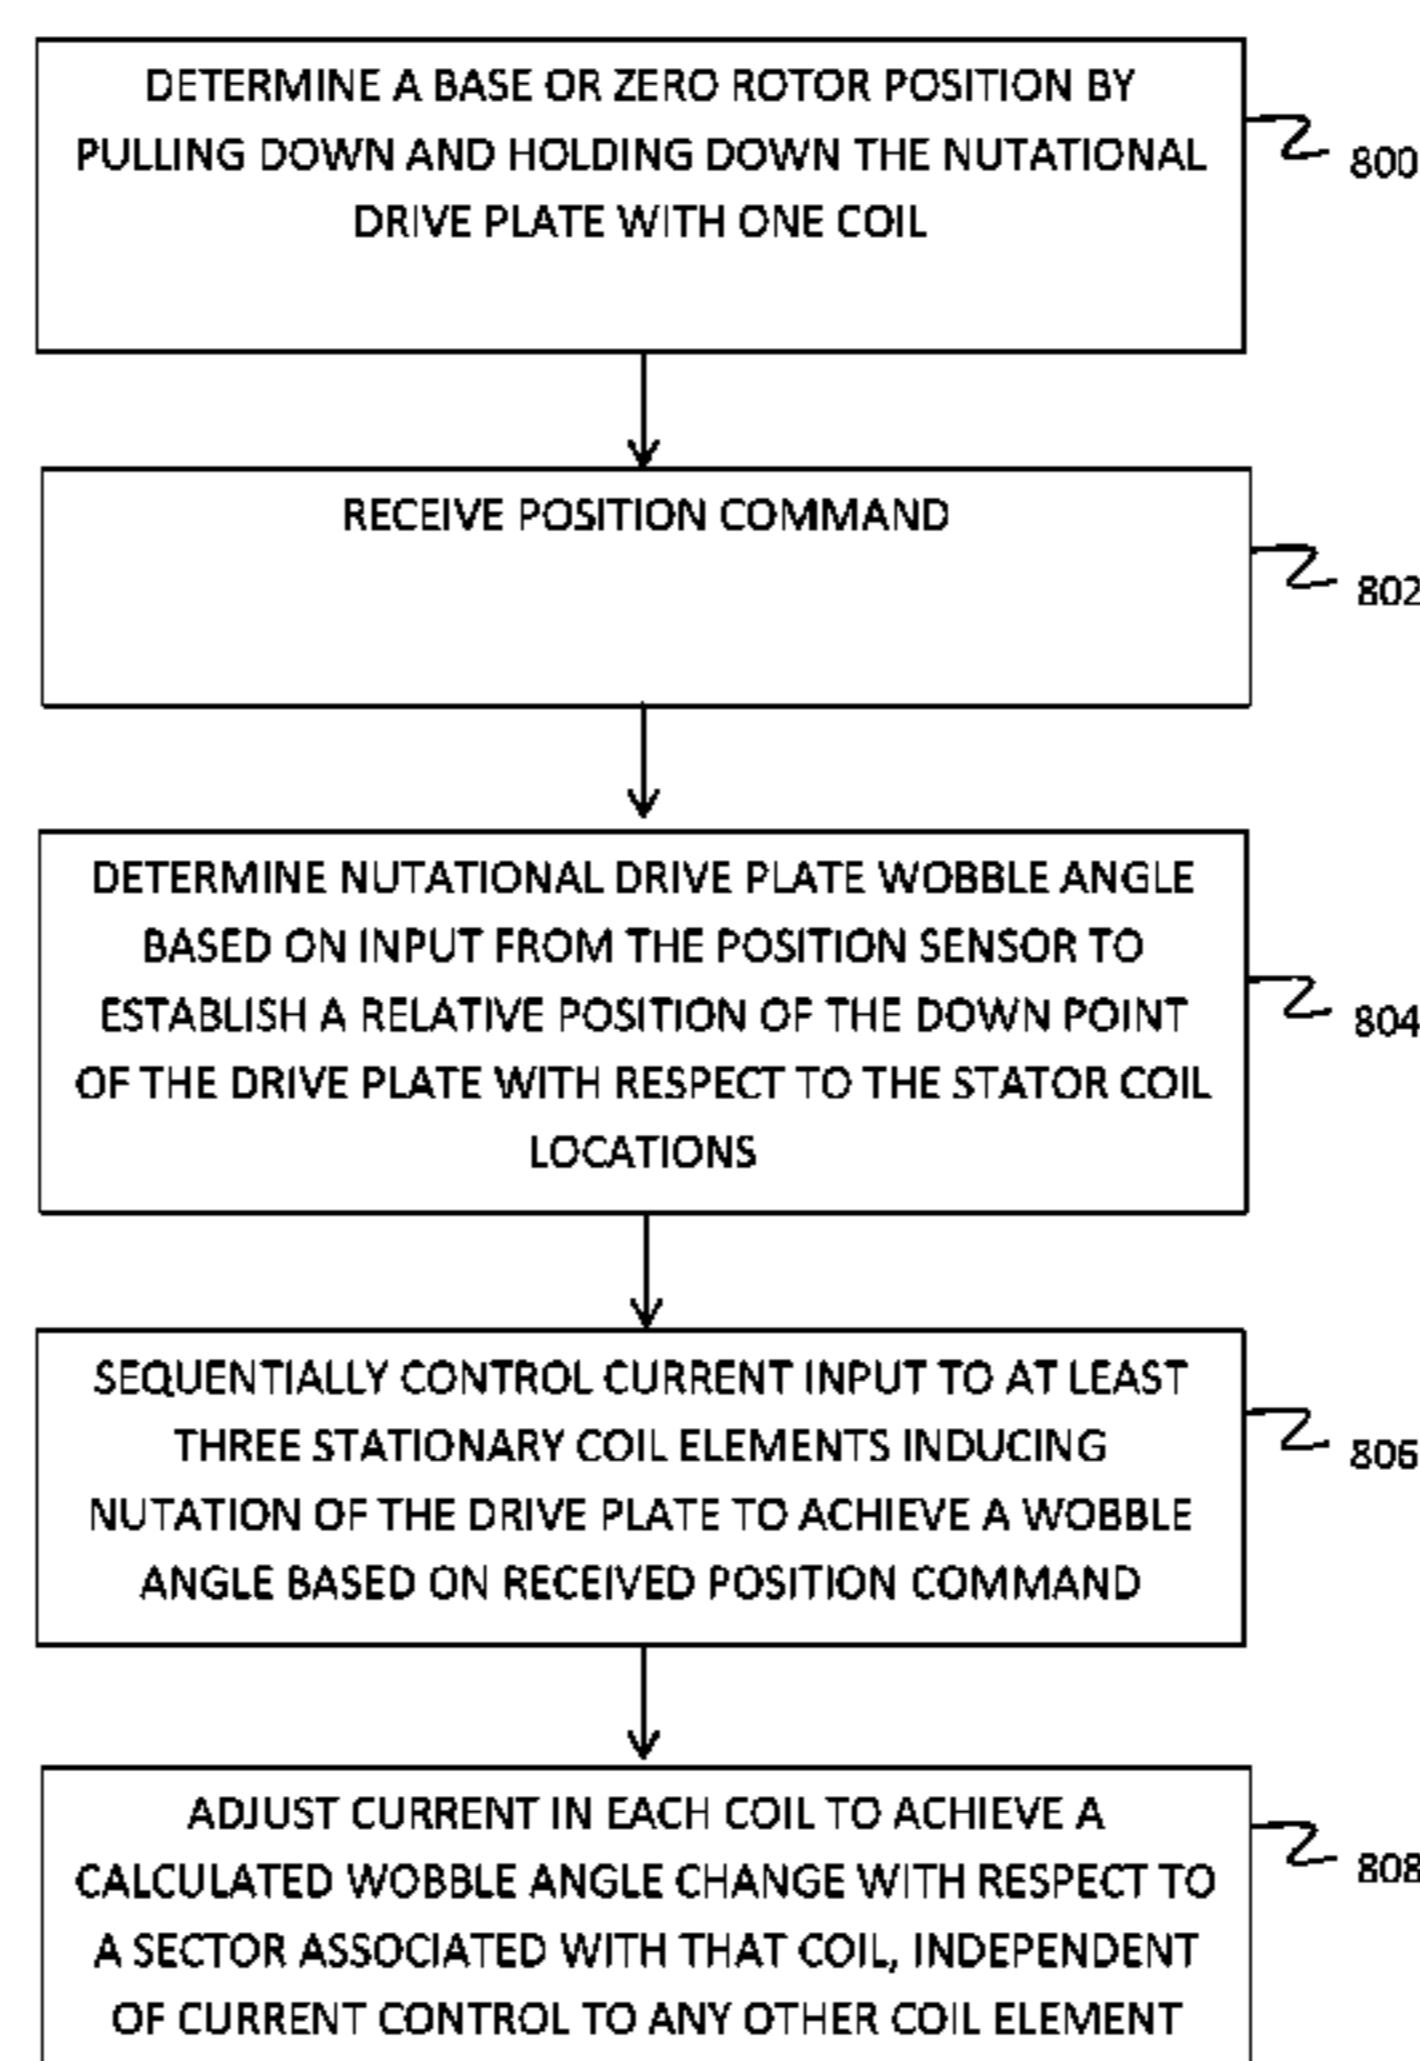 DETERMINE A BASE OR ZERO ROTOR POSITION BY
PULLING DOWN AND HOLDING DOWN THE NUTATIONAL
DRIVE PLATE WITH ONE COIL
800
RECEIVE POSITION COMMAND
802
DETERMINE NUTATIONAL DRIVE PLATE WOBBLE ANGLE
BASED ON INPUT FROM THE POSITION SENSOR TO
ESTABLISH A RELATIVE POSITION OF THE DOWN POINT
OF THE DRIVE PLATE WITH RESPECT TO THE STATOR COIL
LOCATIONS
804
SEQUENTIALLY CONTROL CURRENT INPUT TO AT LEAST
THREE STATIONARY COIL ELEMENTS INDUCING
NUTATION OF THE DRIVE PLATE TO ACHIEVE A WOBBLE
ANGLE BASED ON RECEIVED POSITION COMMAND
806
ADJUST CURRENT IN EACH COIL TO ACHIEVE A
CALCULATED WOBBLE ANGLE CHANGE WITH RESPECT TO
A SECTOR ASSOCIATED WITH THAT COIL, INDEPENDENT
OF CURRENT CONTROL TO ANY OTHER COIL ELEMENT
808